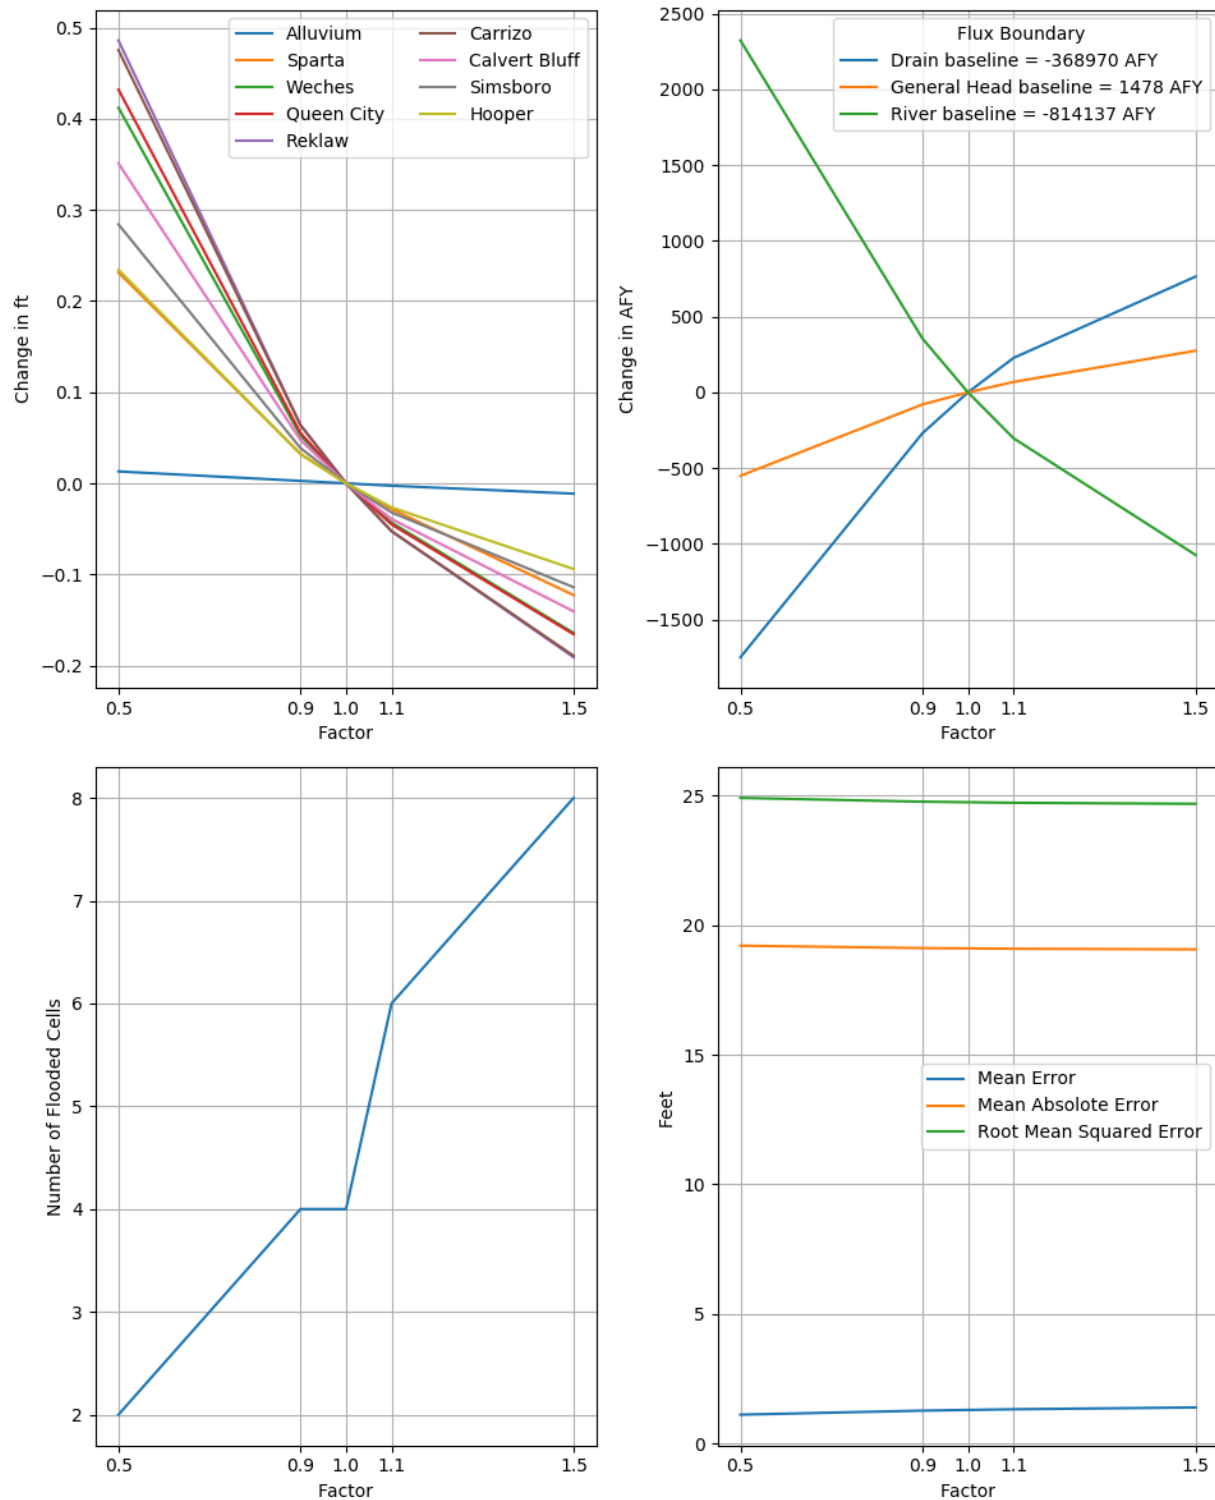 0.5
0.4
0.3
0.2
0.1
0.0
−0.1
−0.2
Change in ft
Alluvium
Sparta
Weches
Queen City
Reklaw
Carrizo
Calvert Bluff
Simsboro
Hooper
0.5 0.9 1.0 1.1 1.5
Factor
2500
2000
1500
1000
500
0
−500
−1000
−1500
Change in AFY
Flux Boundary
Drain baseline = -368970 AFY
General Head baseline = 1478 AFY
River baseline = -814137 AFY
0.5 0.9 1.0 1.1 1.5
Factor
8
7
6
5
4
3
2
Number of Flooded Cells
0.5 0.9 1.0 1.1 1.5
Factor
25
20
15
10
5
0
Feet
Mean Error
Mean Absolute Error
Root Mean Squared Error
0.5 0.9 1.0 1.1 1.5
Factor